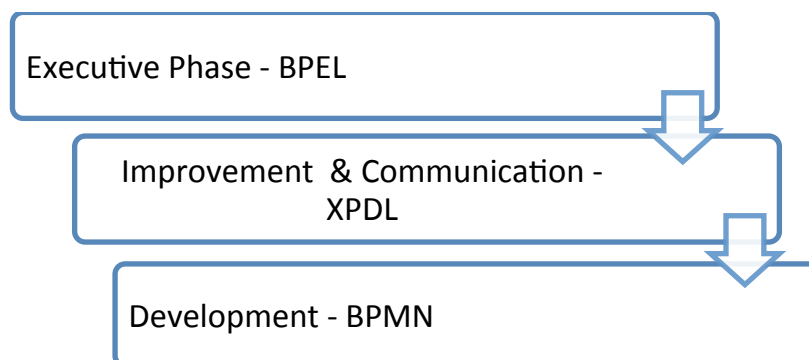 Executive Phase - BPEL
Improvement & Communication -
XPDL
Development - BPMN